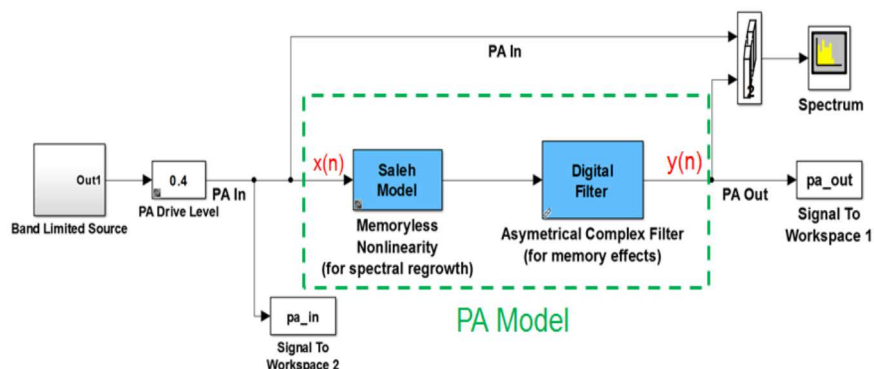 PA In
2
Spectrum
Out1
Band Limited Source
0.4
PA Drive Level
PA In
x(n)
Saleh
Model
Memoryless
Nonlinearity
(for spectral regrowth)
Digital
Filter
Asymetrical Complex Filter
(for memory effects)
y(n)
PA Out
pa_out
Signal To
Workspace 1
pa_in
Signal To
Workspace 2
PA Model